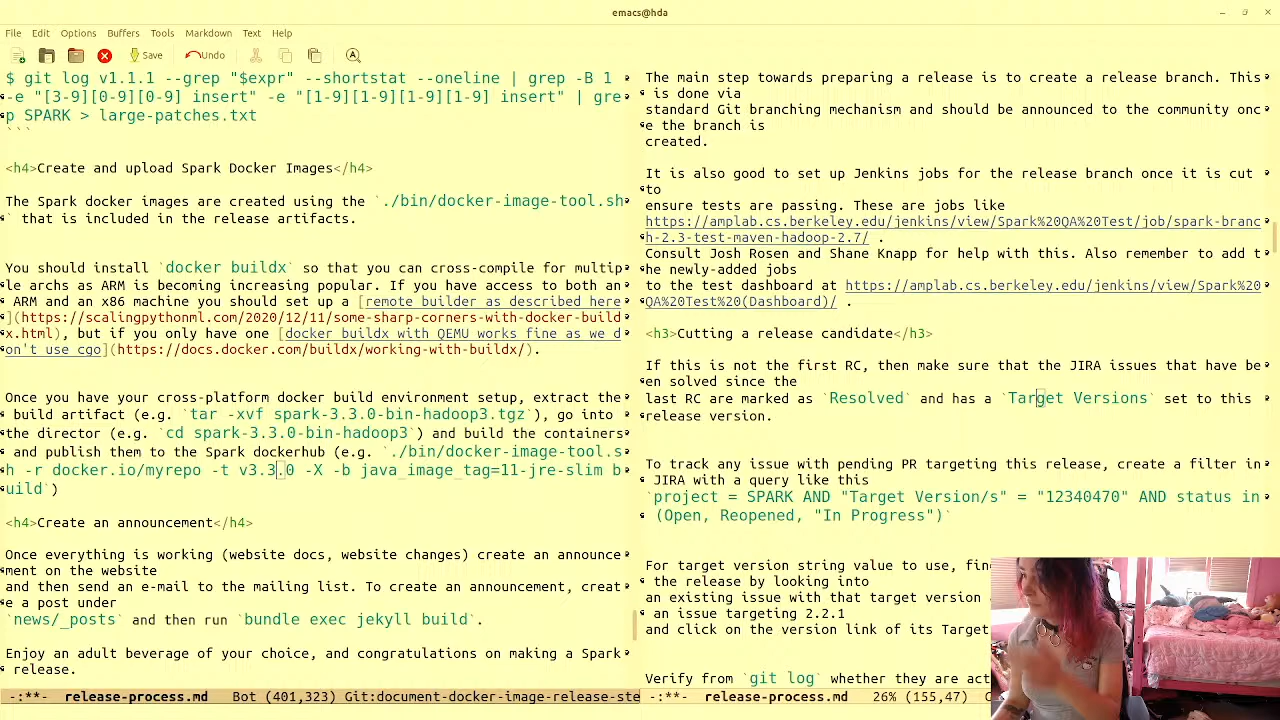 emacs@hda
File Edit Options Buffers Tools Markdown Text Help
Save Undo
$ git log v1.1.1 --grep "$expr" --shortstat --oneline | grep -B 1
-e "[3-9][0-9][0-9] insert" -e "[1-9][1-9][1-9][1-9] insert" | gre
p SPARK > large-patches.txt
```
<h4>Create and upload Spark Docker Images</h4>
The Spark docker images are created using the `./bin/docker-image-tool.sh
` that is included in the release artifacts.
You should install `docker buildx` so that you can cross-compile for multip
le archs as ARM is becoming increasing popular. If you have access to both an
ARM and an x86 machine you should set up a [remote builder as described here
](https://scalingpythonml.com/2020/12/11/some-sharp-corners-with-docker-build
x.html), but if you only have one [docker buildx with QEMU works fine as we d
on't use cgo](https://docs.docker.com/buildx/working-with-buildx/).
Once you have your cross-platform docker build environment setup, extract the
build artifact (e.g. `tar -xvf spark-3.3.0-bin-hadoop3.tgz`), go into
the director (e.g. `cd spark-3.3.0-bin-hadoop3`) and build the containers
and publish them to the Spark dockerhub (e.g. `./bin/docker-image-tool.s
h -r docker.io/myrepo -t v3.3.0 -X -b java_image_tag=11-jre-slim b
uild`)
<h4>Create an announcement</h4>
Once everything is working (website docs, website changes) create an announce
ment on the website
and then send an e-mail to the mailing list. To create an announcement, creat
e a post under
`news/_posts` and then run `bundle exec jekyll build`.
Enjoy an adult beverage of your choice, and congratulations on making a Spark
release.
-:**- release-process.md Bot (401,323) Git:document-docker-image-release-ste
The main step towards preparing a release is to create a release branch. This
is done via
standard Git branching mechanism and should be announced to the community onc
e the branch is
created.
It is also good to set up Jenkins jobs for the release branch once it is cut
to
ensure tests are passing. These are jobs like
https://amplab.cs.berkeley.edu/jenkins/view/Spark%20QA%20Test/job/spark-branc
h-2.3-test-maven-hadoop-2.7/ .
Consult Josh Rosen and Shane Knapp for help with this. Also remember to add t
he newly-added jobs
to the test dashboard at https://amplab.cs.berkeley.edu/jenkins/view/Spark%20
QA%20Test%20(Dashboard)/ .
<h3>Cutting a release candidate</h3>
If this is not the first RC, then make sure that the JIRA issues that have be
en solved since the
last RC are marked as `Resolved` and has a `Target Versions` set to this
release version.
To track any issue with pending PR targeting this release, create a filter in
JIRA with a query like this
`project = SPARK AND "Target Version/s" = "12340470" AND status in
(Open, Reopened, "In Progress")`
For target version string value to use, fin
the release by looking into
an existing issue with that target version
an issue targeting 2.2.1
and click on the version link of its Target
Verify from `git log` whether they are act
-:**- release-process.md 26% (155,47)